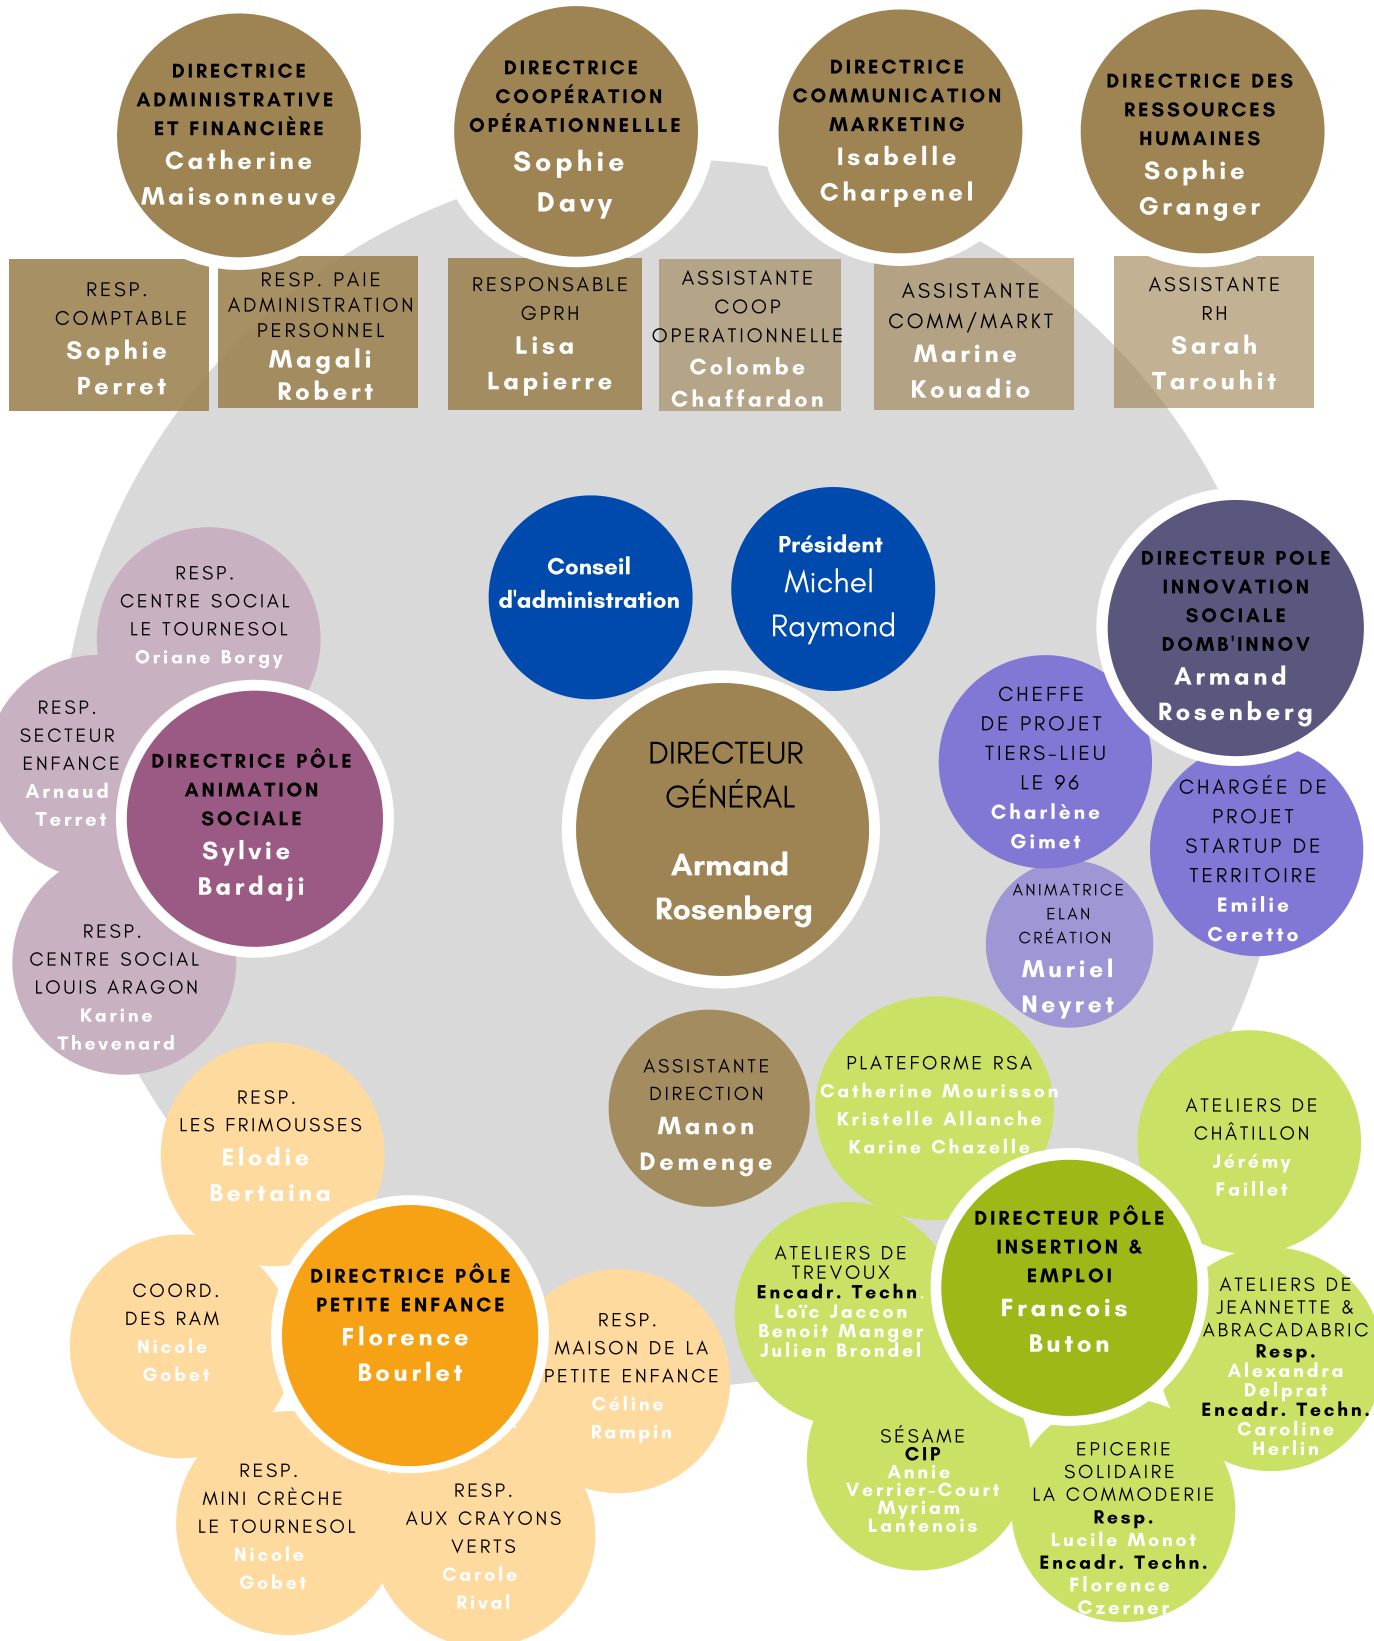 DIRECTRICE
ADMINISTRATIVE
ET FINANCIÈRE
Catherine
Maisonneuve
DIRECTRICE
COOPÉRATION
OPÉRATIONNELLLE
Sophie
Davy
DIRECTRICE
COMMUNICATION
MARKETING
Isabelle
Charpenel
DIRECTRICE DES
RESSOURCES
HUMAINES
Sophie
Granger
RESP.
COMPTABLE
Sophie
Perret
RESP. PAIE
ADMINISTRATION
PERSONNEL
Magali
Robert
RESPONSABLE
GPRH
Lisa
Lapierre
ASSISTANTE
COOP
OPERATIONNELLE
Colombe
Chaffardon
ASSISTANTE
COMM/MARKT
Marine
Kouadio
ASSISTANTE
RH
Sarah
Tarouhit
Conseil
d'administration
Président
Michel
Raymond
DIRECTEUR
GÉNÉRAL
Armand
Rosenberg
ASSISTANTE
DIRECTION
Manon
Demenge
RESP.
CENTRE SOCIAL
LE TOURNESOL
Oriane Borgy
RESP.
SECTEUR
ENFANCE
Arnaud
Terret
DIRECTRICE PÔLE
ANIMATION
SOCIALE
Sylvie
Bardaji
RESP.
CENTRE SOCIAL
LOUIS ARAGON
Karine
Thevenard
DIRECTEUR POLE
INNOVATION
SOCIALE
DOMB'INNOV
Armand
Rosenberg
CHEFFE
DE PROJET
TIERS-LIEU
LE 96
Charlène
Gimet
CHARGÉE DE
PROJET
STARTUP DE
TERRITOIRE
Emilie
Ceretto
ANIMATRICE
ELAN
CRÉATION
Muriel
Neyret
RESP.
LES FRIMOUSSES
Elodie
Bertaina
COORD.
DES RAM
Nicole
Gobet
DIRECTRICE PÔLE
PETITE ENFANCE
Florence
Bourlet
RESP.
MAISON DE LA
PETITE ENFANCE
Céline
Rampin
RESP.
MINI CRÈCHE
LE TOURNESOL
Nicole
Gobet
RESP.
AUX CRAYONS
VERTS
Carole
Rival
PLATEFORME RSA
Catherine Mourisson
Kristelle Allanche
Karine Chazelle
ATELIERS DE
CHÂTILLON
Jérémy
Faillet
DIRECTEUR PÔLE
INSERTION &
EMPLOI
Francois
Buton
ATELIERS DE
TREVOUX
Encadr. Techn.
Loïc Jaccon
Benoit Manger
Julien Brondel
ATELIERS DE
JEANNETTE &
ABRACADABRIC
Resp.
Alexandra
Delprat
Encadr. Techn.
Caroline
Herlin
SÉSAME
CIP
Annie
Verrier-Court
Myriam
Lantenois
EPICERIE
SOLIDAIRE
LA COMMODERIE
Resp.
Lucile Monot
Encadr. Techn.
Florence
Czerner